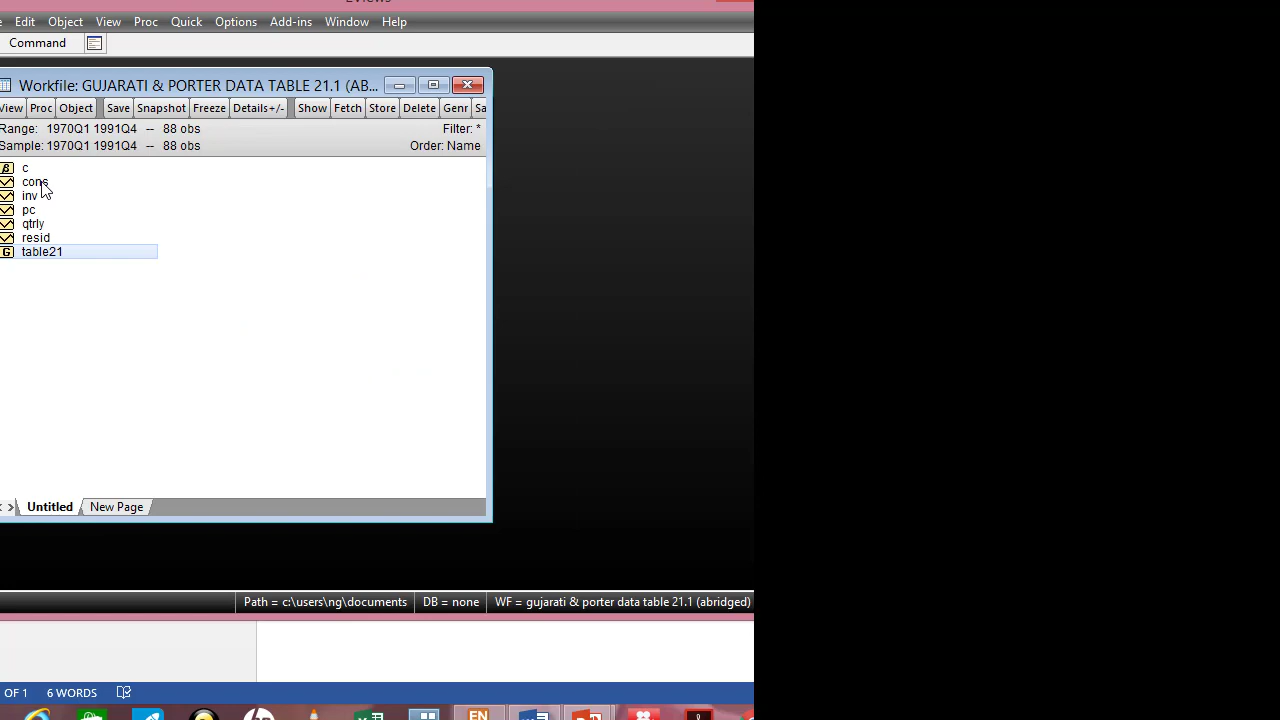 EViews
Edit Object View Proc Quick Options Add-ins Window Help
Command
Workfile: GUJARATI & PORTER DATA TABLE 21.1 (AB...
View Proc Object Save Snapshot Freeze Details+/- Show Fetch Store Delete Genr Sa
Range: 1970Q1 1991Q4 -- 88 obs Filter: *
Sample: 1970Q1 1991Q4 -- 88 obs Order: Name
β c
cons
inv
pc
qtrly
resid
G table21
Untitled New Page
Path = c:\users\ng\documents DB = none WF = gujarati & porter data table 21.1 (abridged)
OF 1 6 WORDS
EN